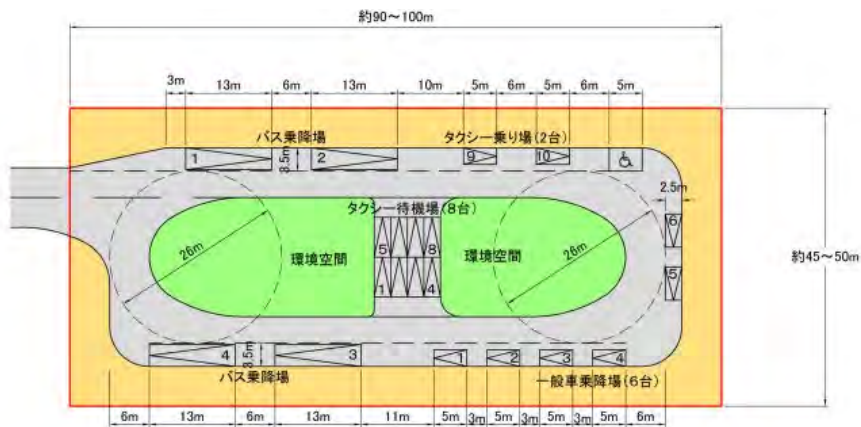 約90～100m
3m 13m 6m 13m 10m 5m 6m 5m 6m 5m
バス乗降場 タクシー乗り場(2台)
1 3.5m 2 9 10
2.5m
タクシー待機場(8台)
26m 環境空間 5 8 環境空間 26m 6
約45～50m
1 4 5
4 3.5m 3 1 2 3 4
バス乗降場 一般車乗降場(6台)
6m 13m 6m 13m 11m 5m 3m 5m 3m 5m 3m 5m 6m